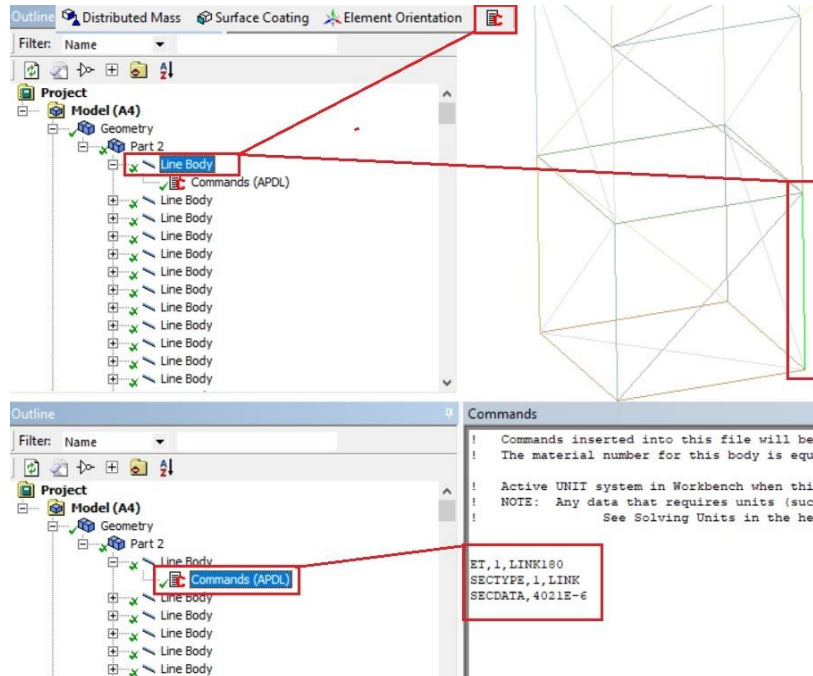 Outline Distributed Mass Surface Coating Element Orientation
Filter: Name
Project
Model (A4)
Geometry
Part 2
Line Body
Commands (APDL)
Line Body
Line Body
Line Body
Line Body
Line Body
Line Body
Line Body
Line Body
Line Body
Line Body
Line Body
Outline
Filter: Name
Project
Model (A4)
Geometry
Part 2
Line Body
Commands (APDL)
Line Body
Line Body
Line Body
Line Body
Line Body
Commands
! Commands inserted into this file will be
! The material number for this body is equ
! Active UNIT system in Workbench when thi
! NOTE: Any data that requires units (suc
! See Solving Units in the he
ET,1,LINK180
SECTYPE,1,LINK
SECDATA,4021E-6